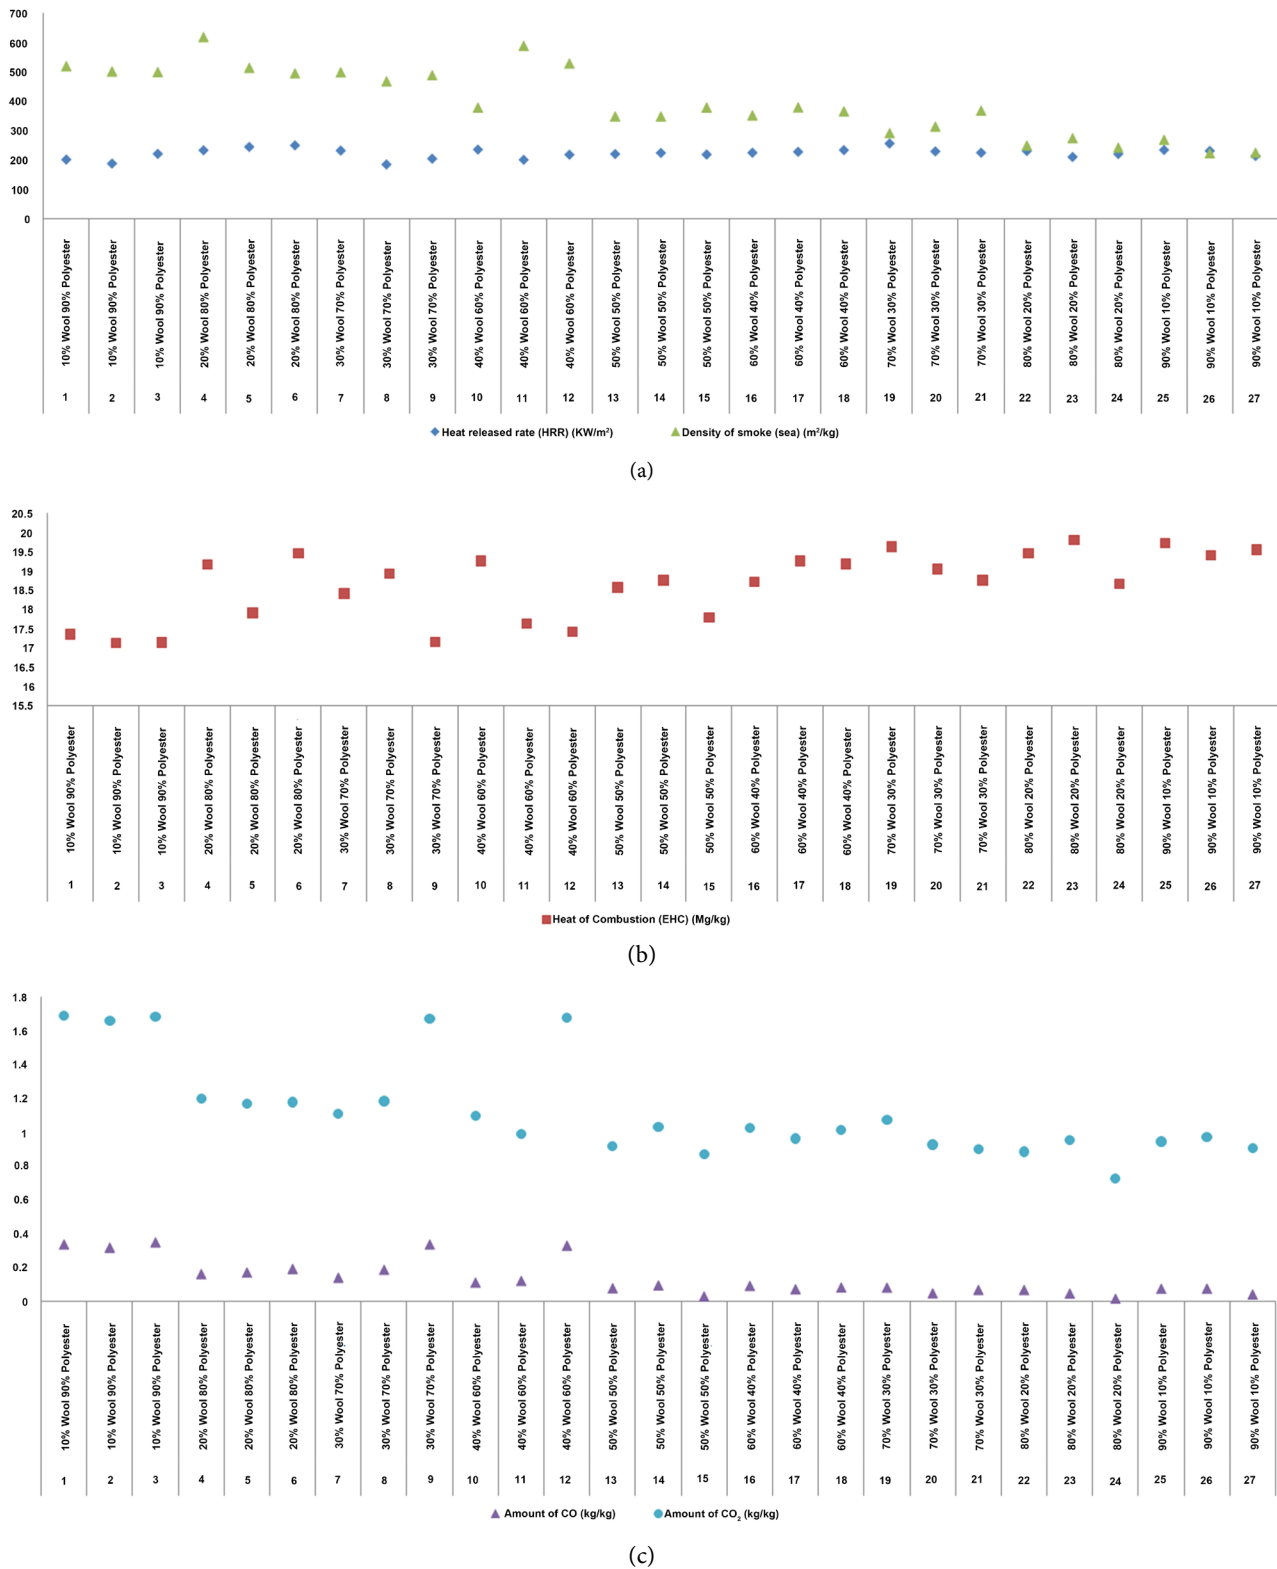 700
600
500
400
300
200
100
0
10% Wool 90% Polyester
10% Wool 90% Polyester
10% Wool 90% Polyester
20% Wool 80% Polyester
20% Wool 80% Polyester
20% Wool 80% Polyester
30% Wool 70% Polyester
30% Wool 70% Polyester
30% Wool 70% Polyester
40% Wool 60% Polyester
40% Wool 60% Polyester
40% Wool 60% Polyester
50% Wool 50% Polyester
50% Wool 50% Polyester
50% Wool 50% Polyester
60% Wool 40% Polyester
60% Wool 40% Polyester
60% Wool 40% Polyester
70% Wool 30% Polyester
70% Wool 30% Polyester
70% Wool 30% Polyester
80% Wool 20% Polyester
80% Wool 20% Polyester
80% Wool 20% Polyester
90% Wool 10% Polyester
90% Wool 10% Polyester
90% Wool 10% Polyester
1 2 3 4 5 6 7 8 9 10 11 12 13 14 15 16 17 18 19 20 21 22 23 24 25 26 27
Heat released rate (HRR) (KW/m²) Density of smoke (sea) (m²/kg)
(a)
20.5
20
19.5
19
18.5
18
17.5
17
16.5
16
15.5
10% Wool 90% Polyester
10% Wool 90% Polyester
10% Wool 90% Polyester
20% Wool 80% Polyester
20% Wool 80% Polyester
20% Wool 80% Polyester
30% Wool 70% Polyester
30% Wool 70% Polyester
30% Wool 70% Polyester
40% Wool 60% Polyester
40% Wool 60% Polyester
40% Wool 60% Polyester
50% Wool 50% Polyester
50% Wool 50% Polyester
50% Wool 50% Polyester
60% Wool 40% Polyester
60% Wool 40% Polyester
60% Wool 40% Polyester
70% Wool 30% Polyester
70% Wool 30% Polyester
70% Wool 30% Polyester
80% Wool 20% Polyester
80% Wool 20% Polyester
80% Wool 20% Polyester
90% Wool 10% Polyester
90% Wool 10% Polyester
90% Wool 10% Polyester
1 2 3 4 5 6 7 8 9 10 11 12 13 14 15 16 17 18 19 20 21 22 23 24 25 26 27
Heat of Combustion (EHC) (Mg/kg)
(b)
1.8
1.6
1.4
1.2
1
0.8
0.6
0.4
0.2
0
10% Wool 90% Polyester
10% Wool 90% Polyester
10% Wool 90% Polyester
20% Wool 80% Polyester
20% Wool 80% Polyester
20% Wool 80% Polyester
30% Wool 70% Polyester
30% Wool 70% Polyester
30% Wool 70% Polyester
40% Wool 60% Polyester
40% Wool 60% Polyester
40% Wool 60% Polyester
50% Wool 50% Polyester
50% Wool 50% Polyester
50% Wool 50% Polyester
60% Wool 40% Polyester
60% Wool 40% Polyester
60% Wool 40% Polyester
70% Wool 30% Polyester
70% Wool 30% Polyester
70% Wool 30% Polyester
80% Wool 20% Polyester
80% Wool 20% Polyester
80% Wool 20% Polyester
90% Wool 10% Polyester
90% Wool 10% Polyester
90% Wool 10% Polyester
1 2 3 4 5 6 7 8 9 10 11 12 13 14 15 16 17 18 19 20 21 22 23 24 25 26 27
Amount of CO (kg/kg) Amount of CO₂ (kg/kg)
(c)